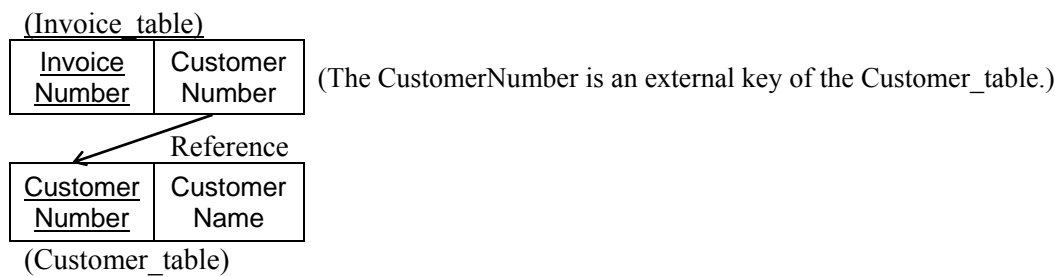 (Invoice_table)
Invoice Number
Customer Number
(The CustomerNumber is an external key of the Customer_table.)
Reference
Customer Number
Customer Name
(Customer_table)